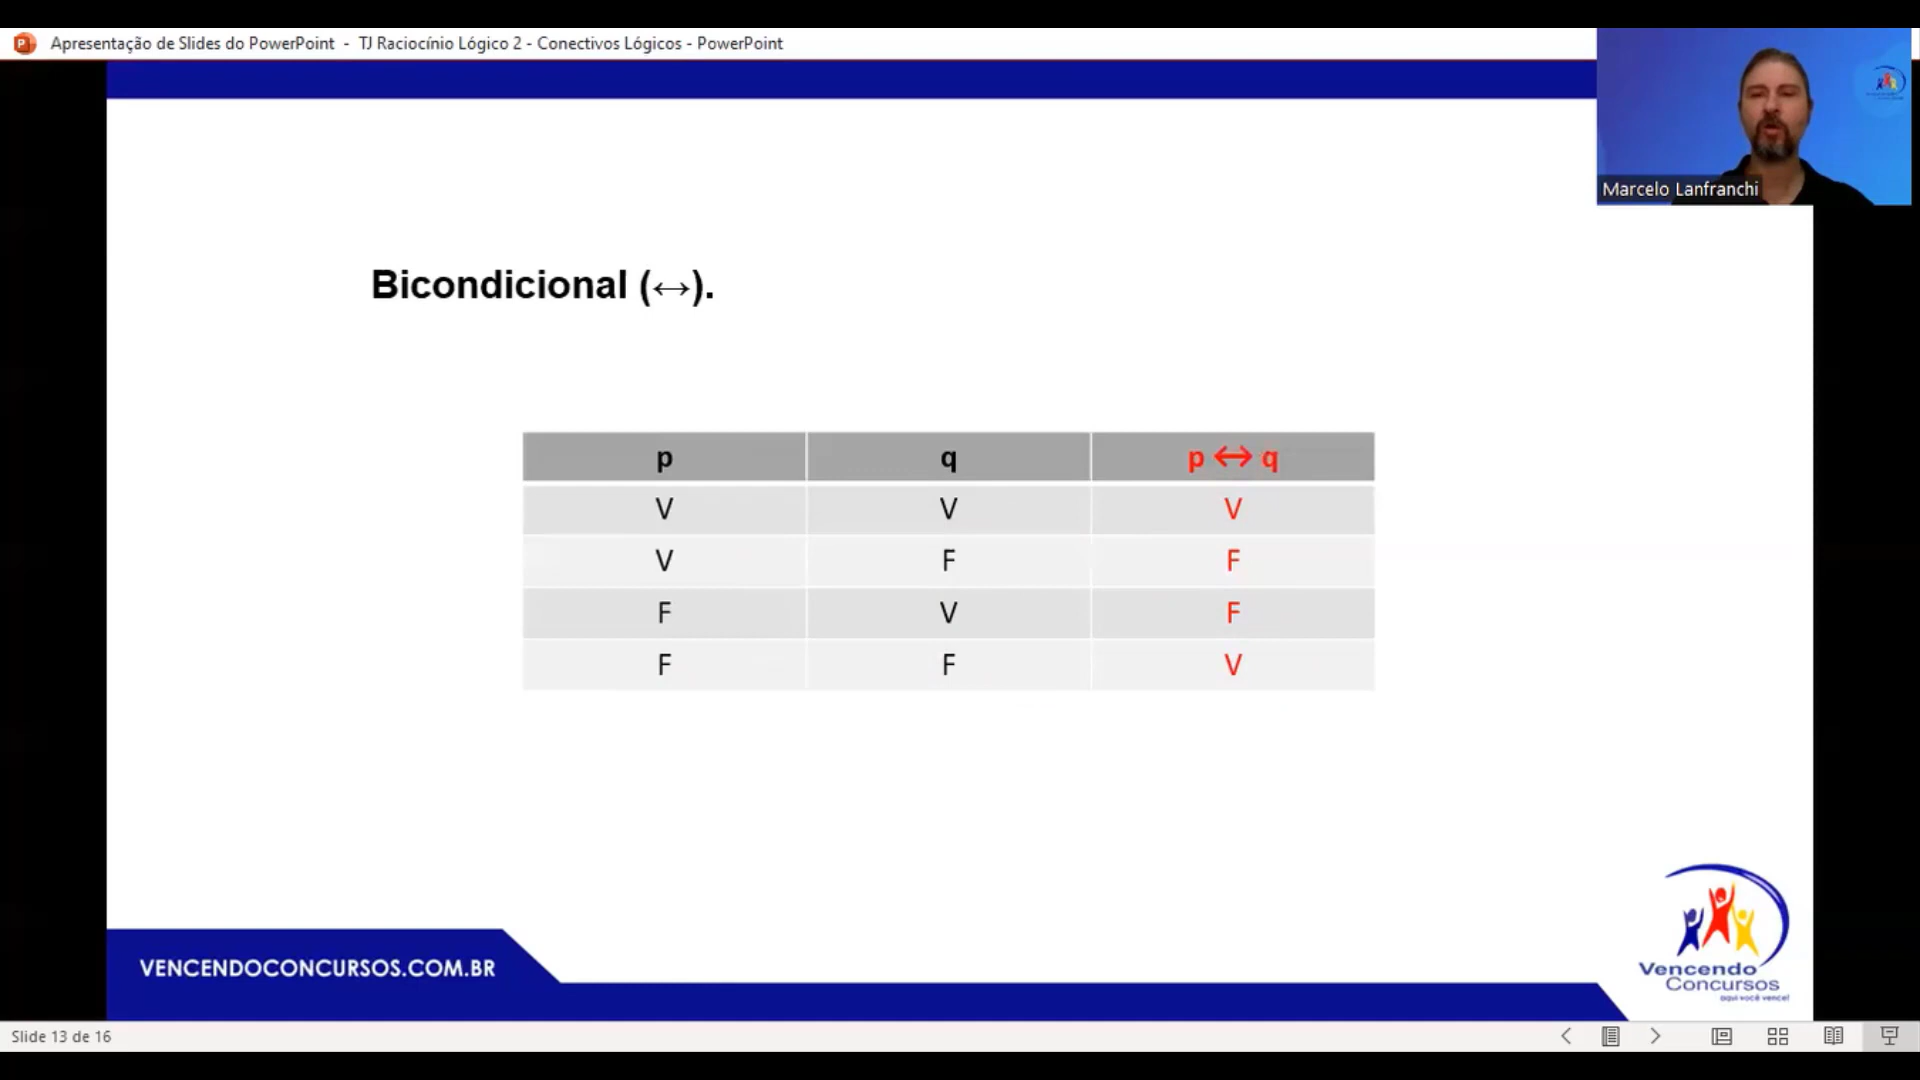 Apresentação de Slides do PowerPoint - TJ Raciocínio Lógico 2 - Conectivos Lógicos - PowerPoint
Marcelo Lanfranchi
Bicondicional (↔).
p q p ↔ q
V V V
V F F
F V F
F F V
VENCENDOCONCURSOS.COM.BR
Vencendo
Concursos
aqui você vence!
Slide 13 de 16